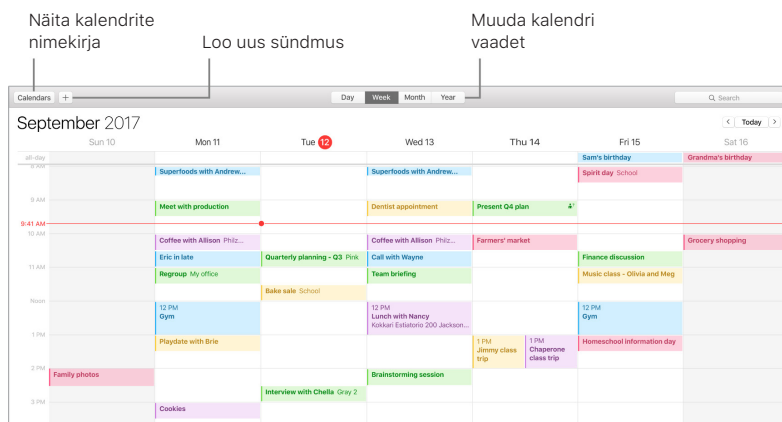 Näita kalendrite
nimekirja
Loo uus sündmus
Muuda kalendri
vaadet
Calendars + Day Week Month Year Search
September 2017 < Today >
Sun 10 Mon 11 Tue 12 Wed 13 Thu 14 Fri 15 Sat 16
all-day Sam's birthday Grandma's birthday
8 AM Superfoods with Andrew... Superfoods with Andrew... Spirit day School
9 AM Meet with production Dentist appointment Present Q4 plan
9:41 AM
10 AM Coffee with Allison Philz... Coffee with Allison Philz... Farmers' market Grocery shopping
Eric in late Quarterly planning - Q3 Pink Call with Wayne Finance discussion
11 AM Regroup My office Team briefing Music class - Olivia and Meg
Bake sale School
Noon 12 PM 12 PM 12 PM
Gym Lunch with Nancy Gym
Kokkari Estiatorio 200 Jackson...
1 PM Playdate with Brie 1 PM 1 PM Homeschool information day
Jimmy class Chaperone
trip class trip
2 PM Family photos Brainstorming session
Interview with Chella Gray 2
3 PM Cookies